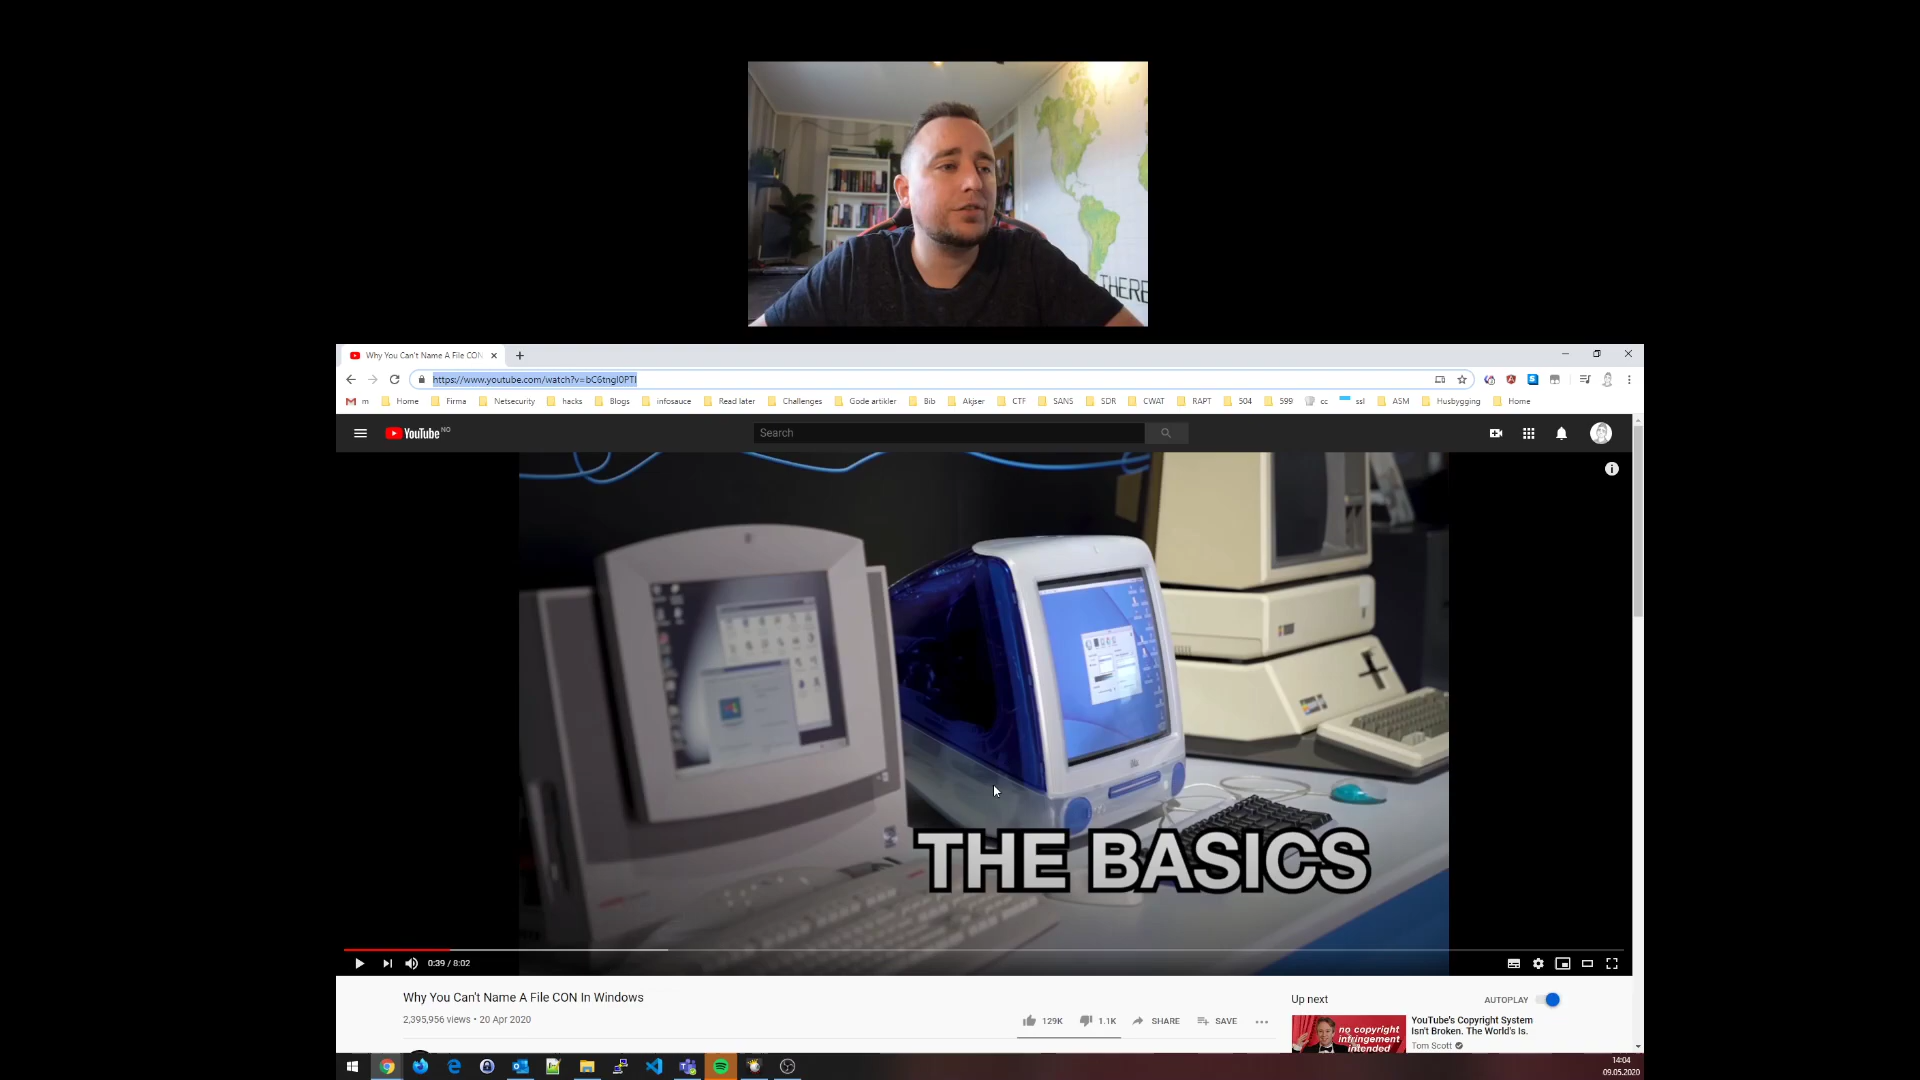 THERE
Why You Can't Name A File CON
https://www.youtube.com/watch?v=bC6tngl0PTI
m Home Firma Netsecurity hacks Blogs infosauce Read later Challenges Gode artikler Bib Akjser CTF SANS SDR CWAT RAPT 504 599 cc ssl ASM Husbygging Home
YouTube NO
Search
THE BASICS
0:39 / 8:02
Why You Can't Name A File CON In Windows
2,395,956 views • 20 Apr 2020
129K 1.1K SHARE SAVE
Up next
AUTOPLAY
no copyright
infringement
intended
YouTube's Copyright System
Isn't Broken. The World's Is.
Tom Scott
14:04
09.05.2020